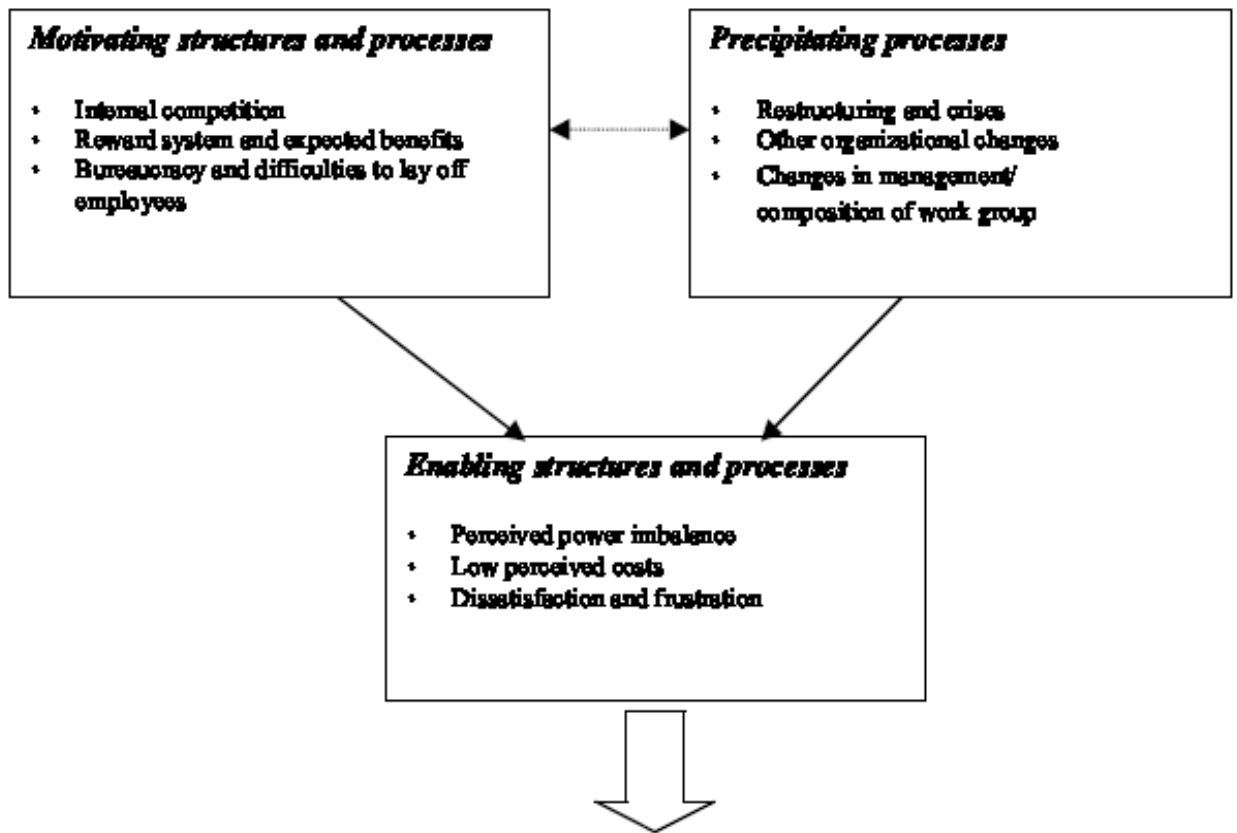 Motivating structures and processes
• Internal competition
• Reward system and expected benefits
• Bureaucracy and difficulties to lay off
employees
Precipitating processes
• Restructuring and crises
• Other organizational changes
• Changes in management/
composition of work group
Enabling structures and processes
• Perceived power imbalance
• Low perceived costs
• Dissatisfaction and frustration